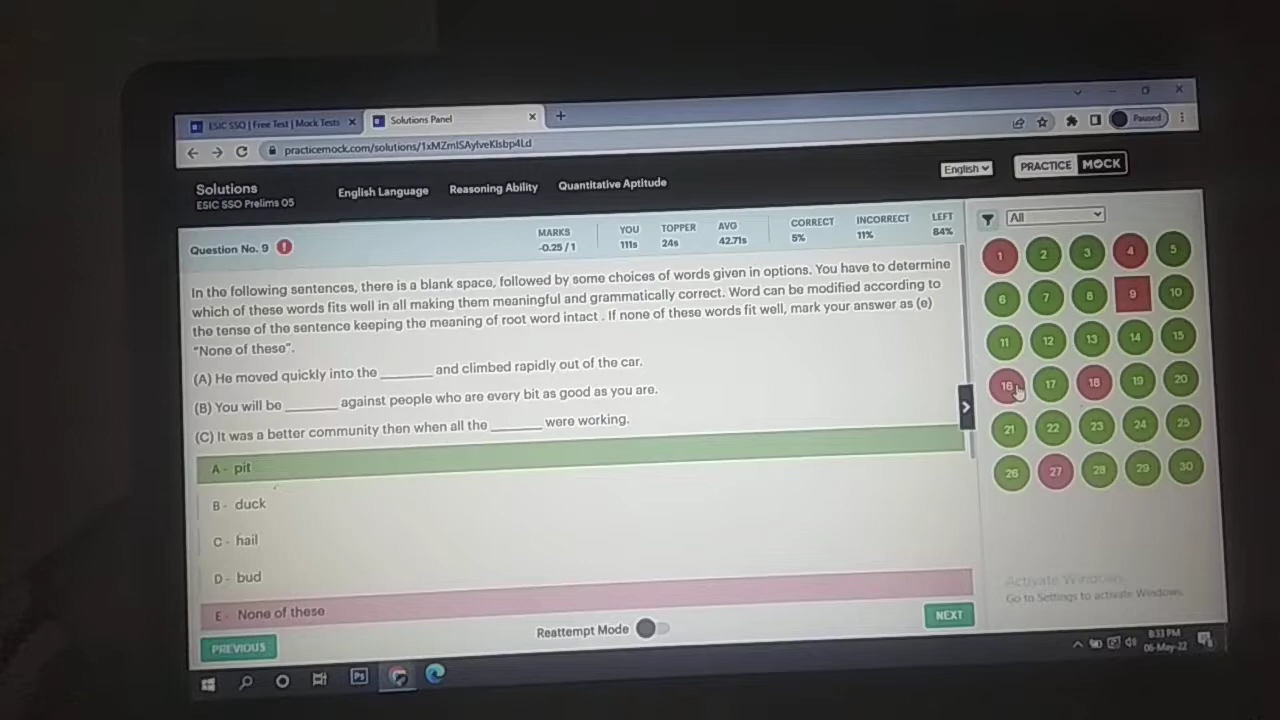 ESIC SSO | Free Test | Mock Tests
Solutions Panel
Paused
Solutions
ESIC SSO Prelims 05
English Language
Reasoning Ability
Quantitative Aptitude
English
PRACTICE MOCK
Question No. 9
MARKS
-0.25 / 1
YOU
111s
TOPPER
24s
AVG
42.71s
CORRECT
5%
INCORRECT
11%
LEFT
84%
All
In the following sentences, there is a blank space, followed by some choices of words given in options. You have to determine
which of these words fits well in all making them meaningful and grammatically correct. Word can be modified according to
the tense of the sentence keeping the meaning of root word intact . If none of these words fit well, mark your answer as (e)
"None of these".
(A) He moved quickly into the _______ and climbed rapidly out of the car.
(B) You will be _______ against people who are every bit as good as you are.
(C) It was a better community then when all the _______ were working.
A - pit
B - duck
C - hail
D - bud
E - None of these
PREVIOUS
Reattempt Mode
NEXT
1 2 3 4 5
6 7 8 9 10
11 12 13 14 15
16 17 18 19 20
21 22 23 24 25
26 27 28 29 30
Activate Windows
Go to Settings to activate Windows.
Ps
8:33 PM
06-May-22